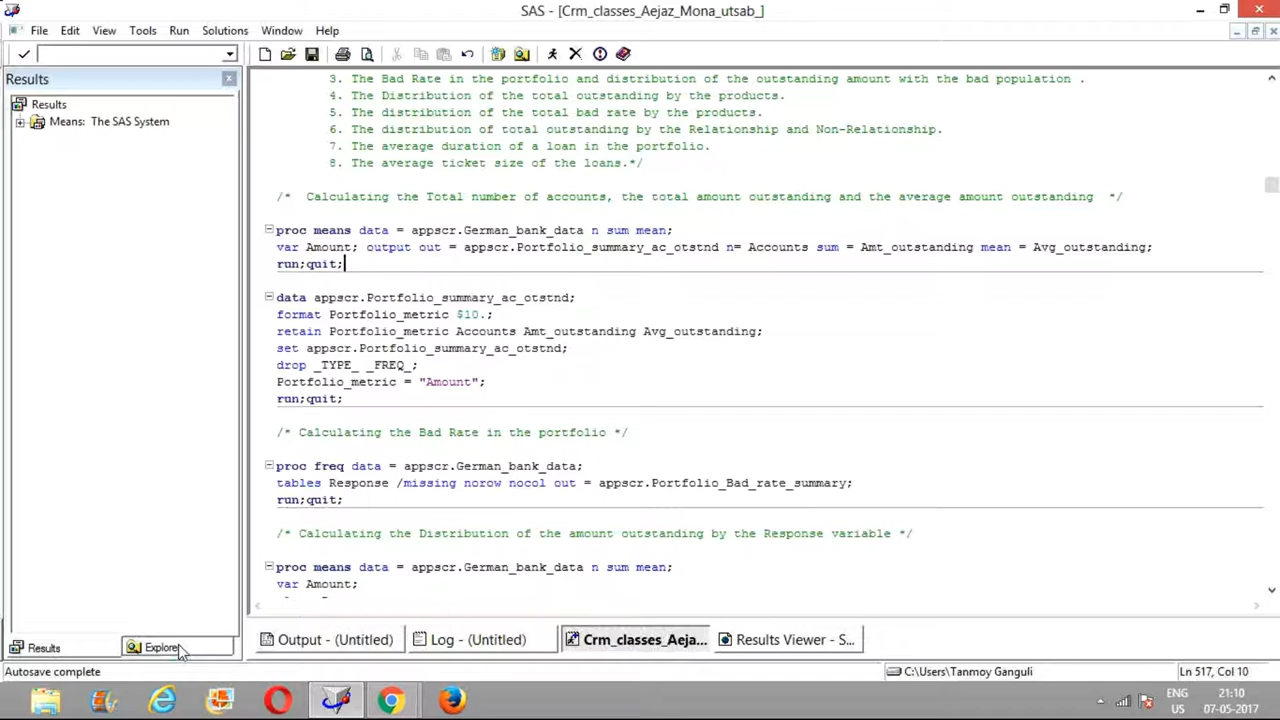 SAS - [Crm_classes_Aejaz_Mona_utsab_]
File Edit View Tools Run Solutions Window Help
Results
Results
Means: The SAS System
3. The Bad Rate in the portfolio and distribution of the outstanding amount with the bad population .
4. The Distribution of the total outstanding by the products.
5. The distribution of the total bad rate by the products.
6. The distribution of total outstanding by the Relationship and Non-Relationship.
7. The average duration of a loan in the portfolio.
8. The average ticket size of the loans.*/
/* Calculating the Total number of accounts, the total amount outstanding and the average amount outstanding */
proc means data = appscr.German_bank_data n sum mean;
var Amount; output out = appscr.Portfolio_summary_ac_otstnd n= Accounts sum = Amt_outstanding mean = Avg_outstanding;
run;quit;
data appscr.Portfolio_summary_ac_otstnd;
format Portfolio_metric $10.;
retain Portfolio_metric Accounts Amt_outstanding Avg_outstanding;
set appscr.Portfolio_summary_ac_otstnd;
drop _TYPE_ _FREQ_;
Portfolio_metric = "Amount";
run;quit;
/* Calculating the Bad Rate in the portfolio */
proc freq data = appscr.German_bank_data;
tables Response /missing norow nocol out = appscr.Portfolio_Bad_rate_summary;
run;quit;
/* Calculating the Distribution of the amount outstanding by the Response variable */
proc means data = appscr.German_bank_data n sum mean;
var Amount;
Results Explorer
Output - (Untitled) Log - (Untitled) Crm_classes_Aeja... Results Viewer - S...
Autosave complete C:\Users\Tanmoy Ganguli Ln 517, Col 10
ENG 21:10
US 07-05-2017